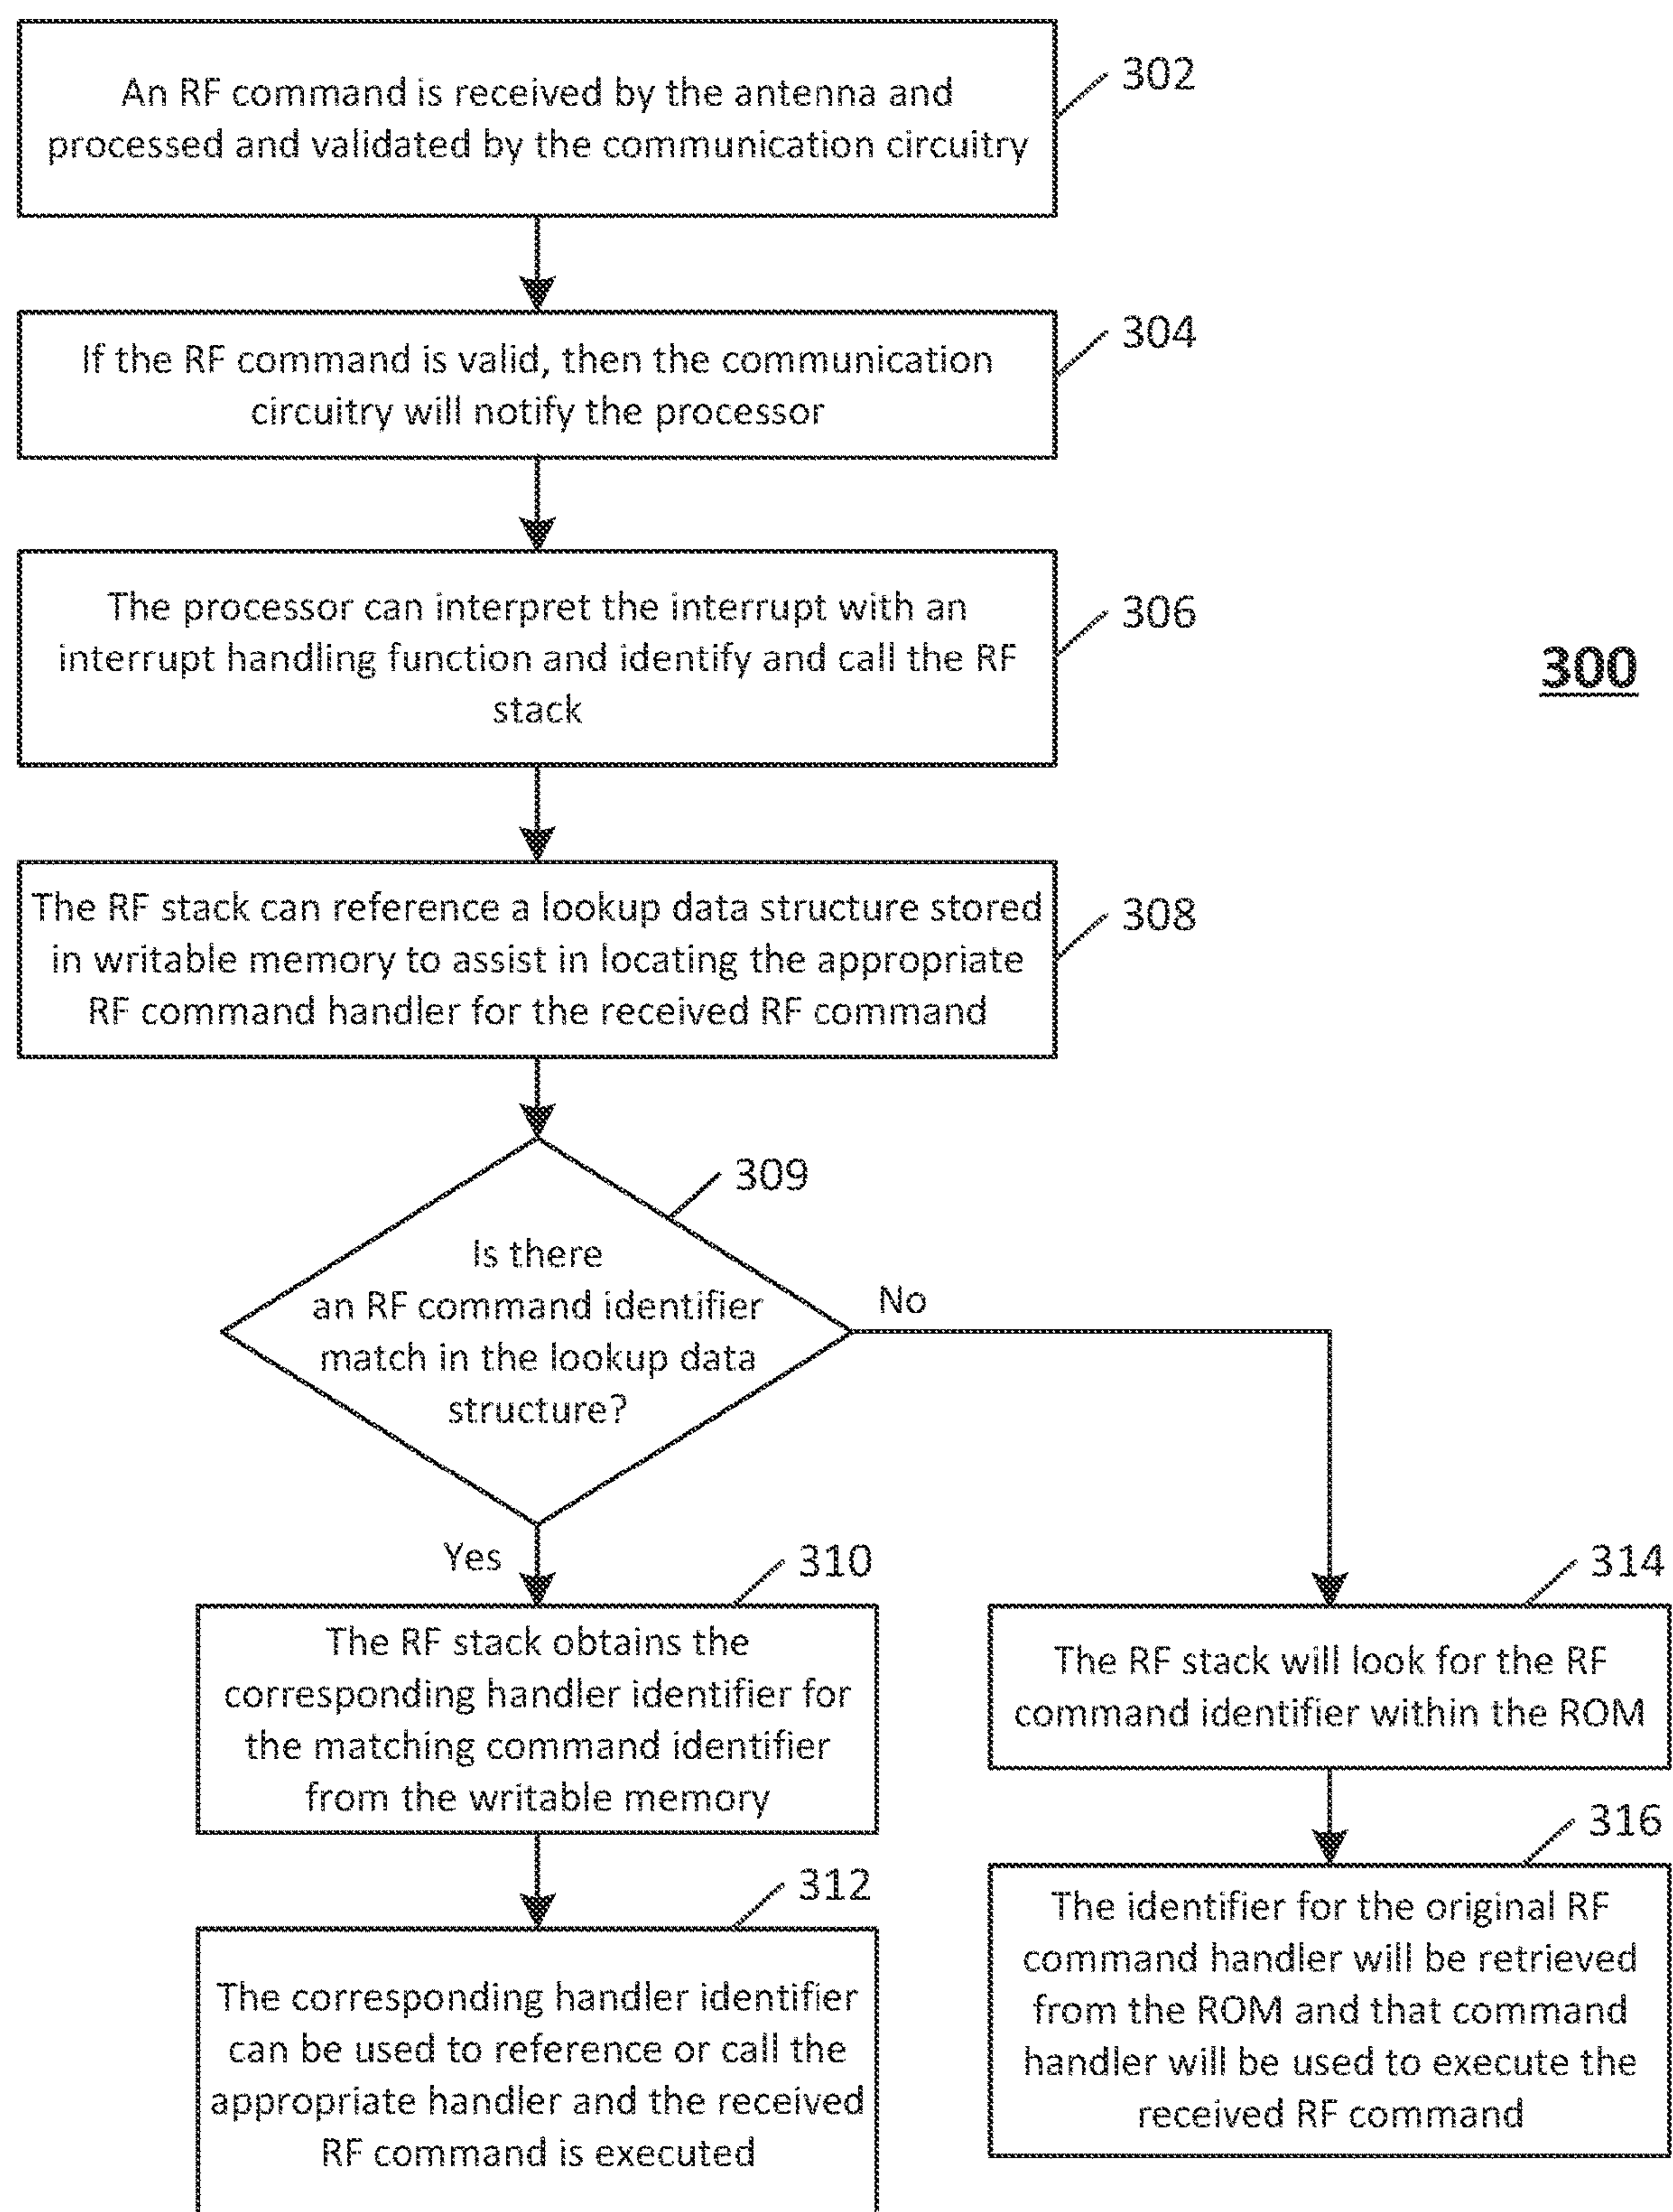 An RF command is received by the antenna and
processed and validated by the communication circuitry
302
If the RF command is valid, then the communication
circuitry will notify the processor
304
The processor can interpret the interrupt with an
interrupt handling function and identify and call the RF
stack
306
300
The RF stack can reference a lookup data structure stored
in writable memory to assist in locating the appropriate
RF command handler for the received RF command
308
309
Is there
an RF command identifier
match in the lookup data
structure?
No
Yes
310
The RF stack obtains the
corresponding handler identifier for
the matching command identifier
from the writable memory
314
The RF stack will look for the RF
command identifier within the ROM
312
The corresponding handler identifier
can be used to reference or call the
appropriate handler and the received
RF command is executed
316
The identifier for the original RF
command handler will be retrieved
from the ROM and that command
handler will be used to execute the
received RF command